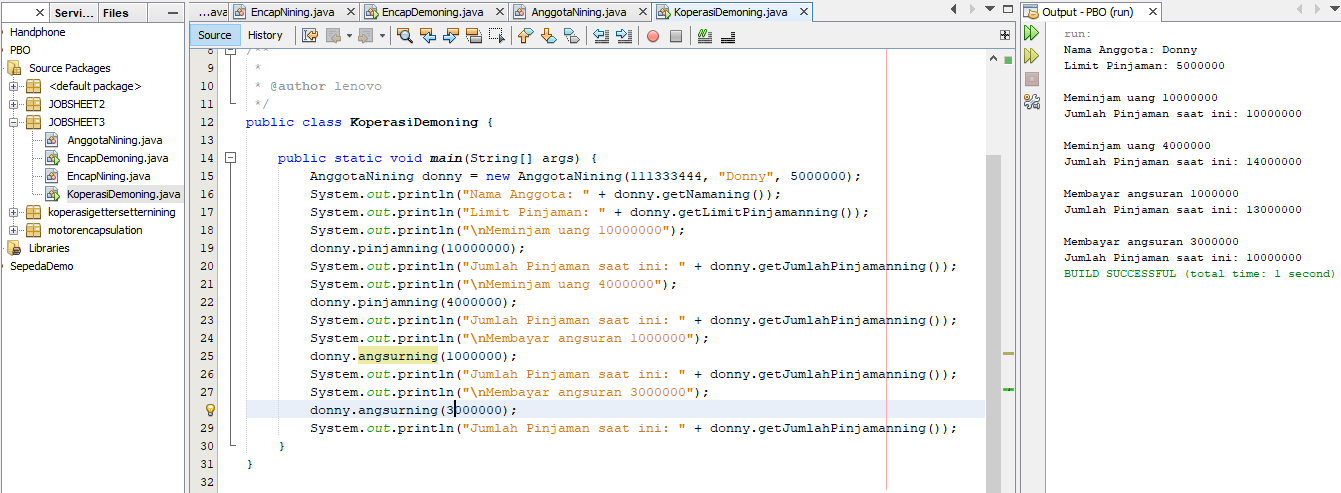 Servi...
Files
Handphone
PBO
Source Packages
<default package>
JOBSHEET2
JOBSHEET3
AnggotaNining.java
EncapDemoning.java
EncapNining.java
KoperasiDemoning.java
koperasigettersetternining
motorencapsulation
Libraries
SepedaDemo
...ava
EncapNining.java
EncapDemoning.java
AnggotaNining.java
KoperasiDemoning.java
Source
History
8 /**
9 *
10 * @author lenovo
11 */
12 public class KoperasiDemoning {
13
14 public static void main(String[] args) {
15 AnggotaNining donny = new AnggotaNining(111333444, "Donny", 5000000);
16 System.out.println("Nama Anggota: " + donny.getNamaning());
17 System.out.println("Limit Pinjaman: " + donny.getLimitPinjamanning());
18 System.out.println("\nMeminjam uang 10000000");
19 donny.pinjamning(10000000);
20 System.out.println("Jumlah Pinjaman saat ini: " + donny.getJumlahPinjamanning());
21 System.out.println("\nMeminjam uang 4000000");
22 donny.pinjamning(4000000);
23 System.out.println("Jumlah Pinjaman saat ini: " + donny.getJumlahPinjamanning());
24 System.out.println("\nMembayar angsuran 1000000");
25 donny.angsurning(1000000);
26 System.out.println("Jumlah Pinjaman saat ini: " + donny.getJumlahPinjamanning());
27 System.out.println("\nMembayar angsuran 3000000");
donny.angsurning(3000000);
29 System.out.println("Jumlah Pinjaman saat ini: " + donny.getJumlahPinjamanning());
30 }
31 }
32
Output - PBO (run)
run:
Nama Anggota: Donny
Limit Pinjaman: 5000000
Meminjam uang 10000000
Jumlah Pinjaman saat ini: 10000000
Meminjam uang 4000000
Jumlah Pinjaman saat ini: 14000000
Membayar angsuran 1000000
Jumlah Pinjaman saat ini: 13000000
Membayar angsuran 3000000
Jumlah Pinjaman saat ini: 10000000
BUILD SUCCESSFUL (total time: 1 second)